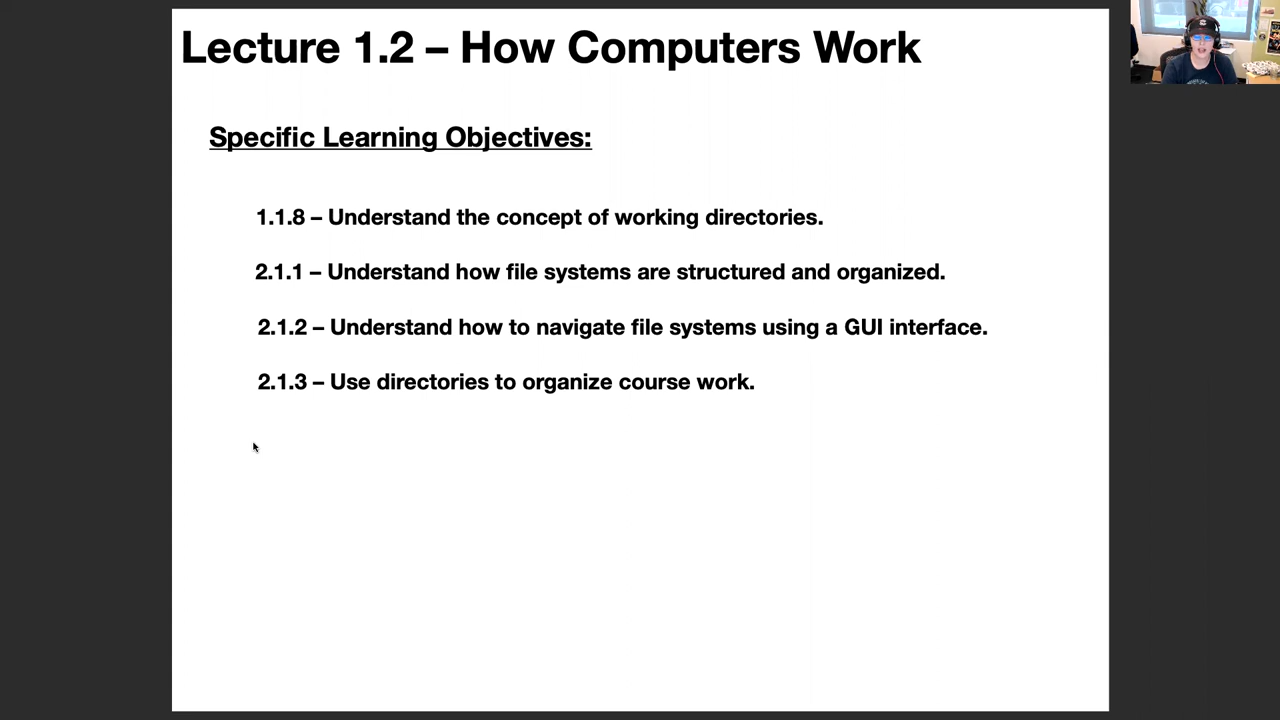 Lecture 1.2 – How Computers Work
Specific Learning Objectives:
1.1.8 – Understand the concept of working directories.
2.1.1 – Understand how file systems are structured and organized.
2.1.2 – Understand how to navigate file systems using a GUI interface.
2.1.3 – Use directories to organize course work.